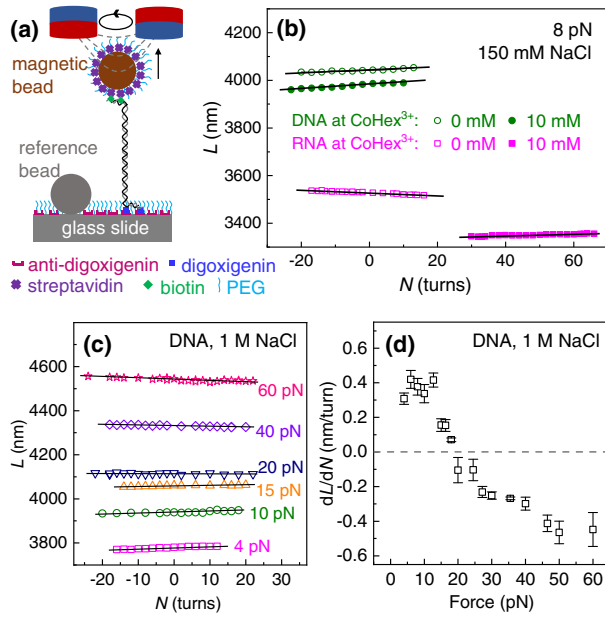 (a)
magnetic
bead
reference
bead
glass slide
anti-digoxigenin digoxigenin
streptavidin biotin PEG
(b)
8 pN
150 mM NaCl
DNA at CoHex³⁺: 0 mM 10 mM
RNA at CoHex³⁺: 0 mM 10 mM
L (nm)
4200
4000
3800
3600
3400
-20 0 20 40 60
N (turns)
(c) DNA, 1 M NaCl
60 pN
40 pN
20 pN
15 pN
10 pN
4 pN
L (nm)
4600
4400
4200
4000
3800
-20 -10 0 10 20 30
N (turns)
(d) DNA, 1 M NaCl
dL/dN (nm/turn)
0.6
0.4
0.2
0.0
-0.2
-0.4
-0.6
0 10 20 30 40 50 60
Force (pN)